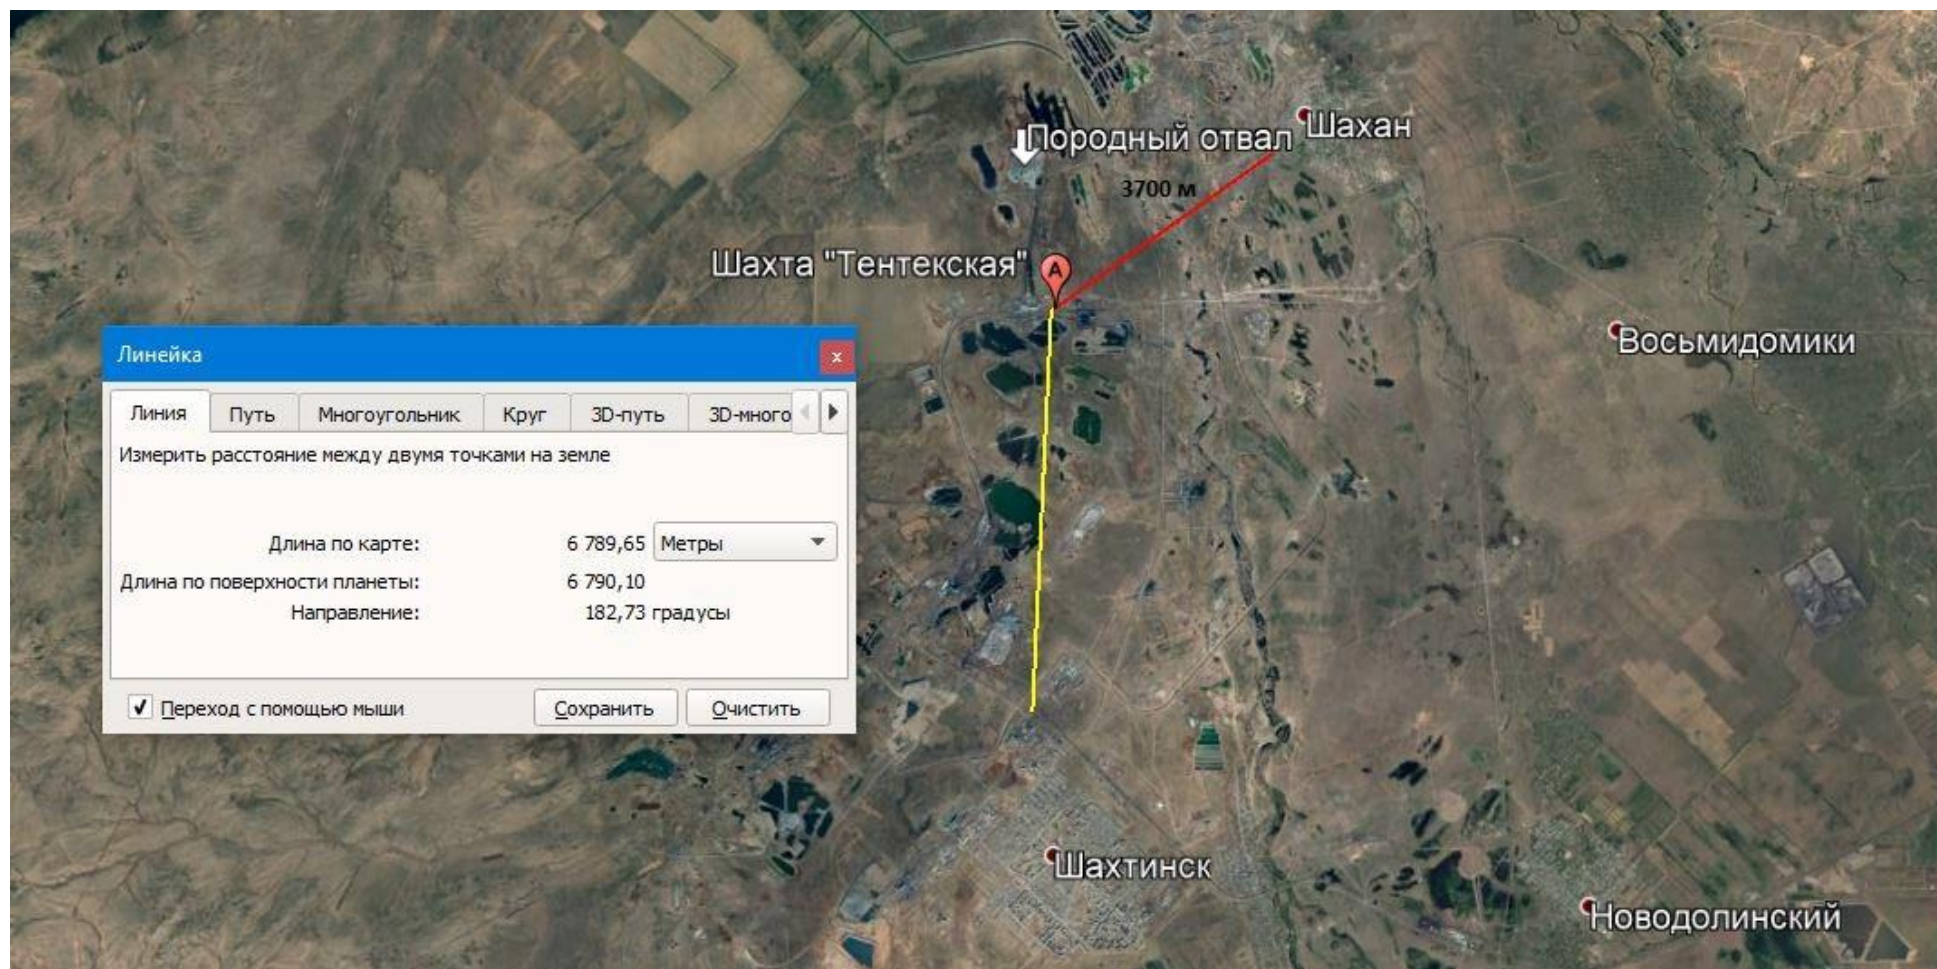 Шахан
Породный отвал
3700 м
Шахта "Тентекская"
A
Восьмидомики
Линейка
x
Линия Путь Многоугольник Круг 3D-путь 3D-много
Измерить расстояние между двумя точками на земле
Длина по карте: 6 789,65 Метры
Длина по поверхности планеты: 6 790,10
Направление: 182,73 градусы
Переход с помощью мыши Сохранить Очистить
Шахтинск
Новодолинский